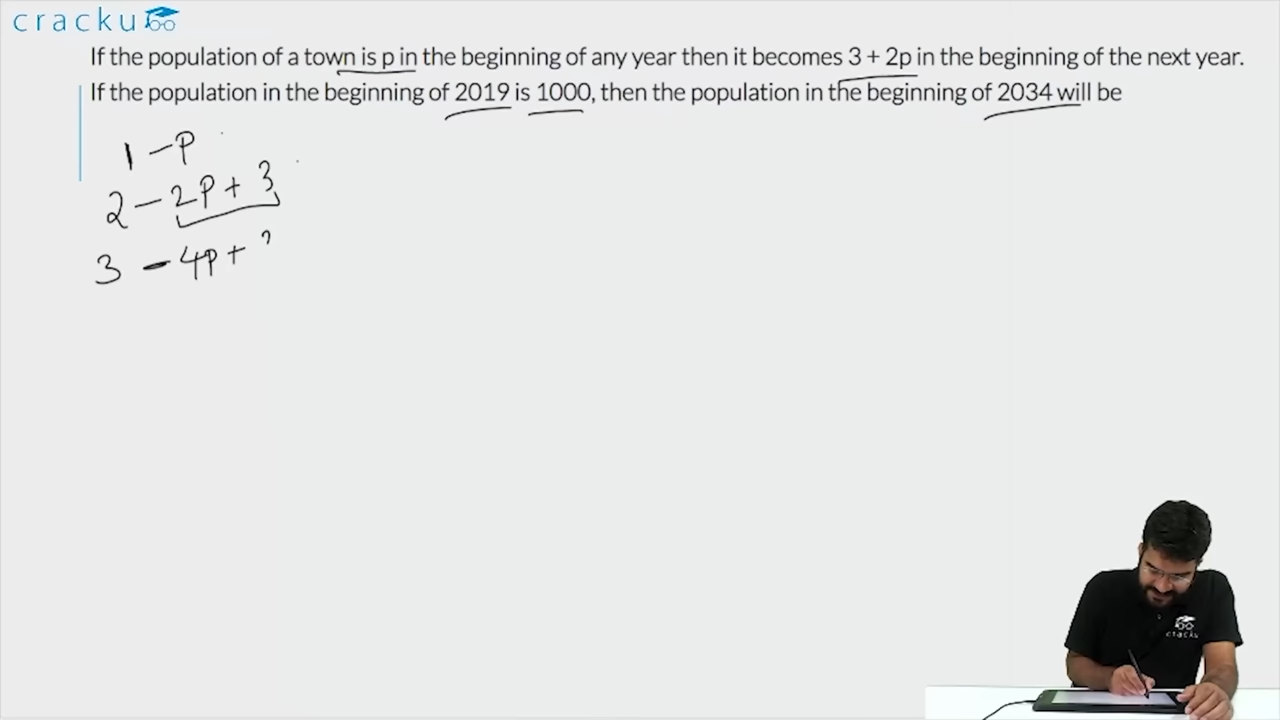 cracku
If the population of a town is p in the beginning of any year then it becomes 3 + 2p in the beginning of the next year.
If the population in the beginning of 2019 is 1000, then the population in the beginning of 2034 will be
1 - P
2 - 2P + 3
3 - 4P +
cracku